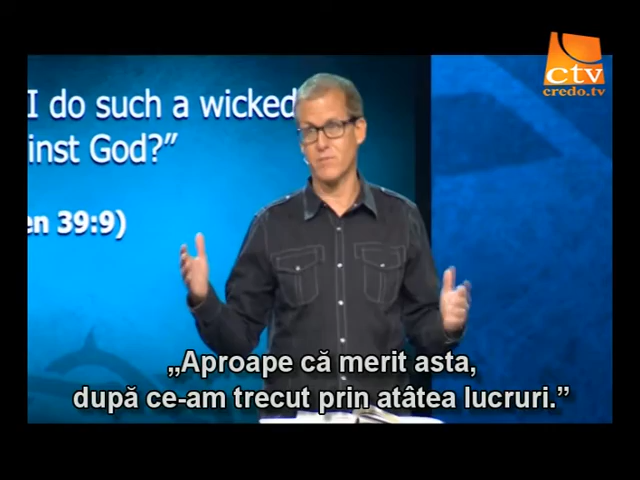 ctv
credo.tv
I do such a wicked
inst God?”
en 39:9)
„Aproape că merit asta,
după ce-am trecut prin atâtea lucruri.”